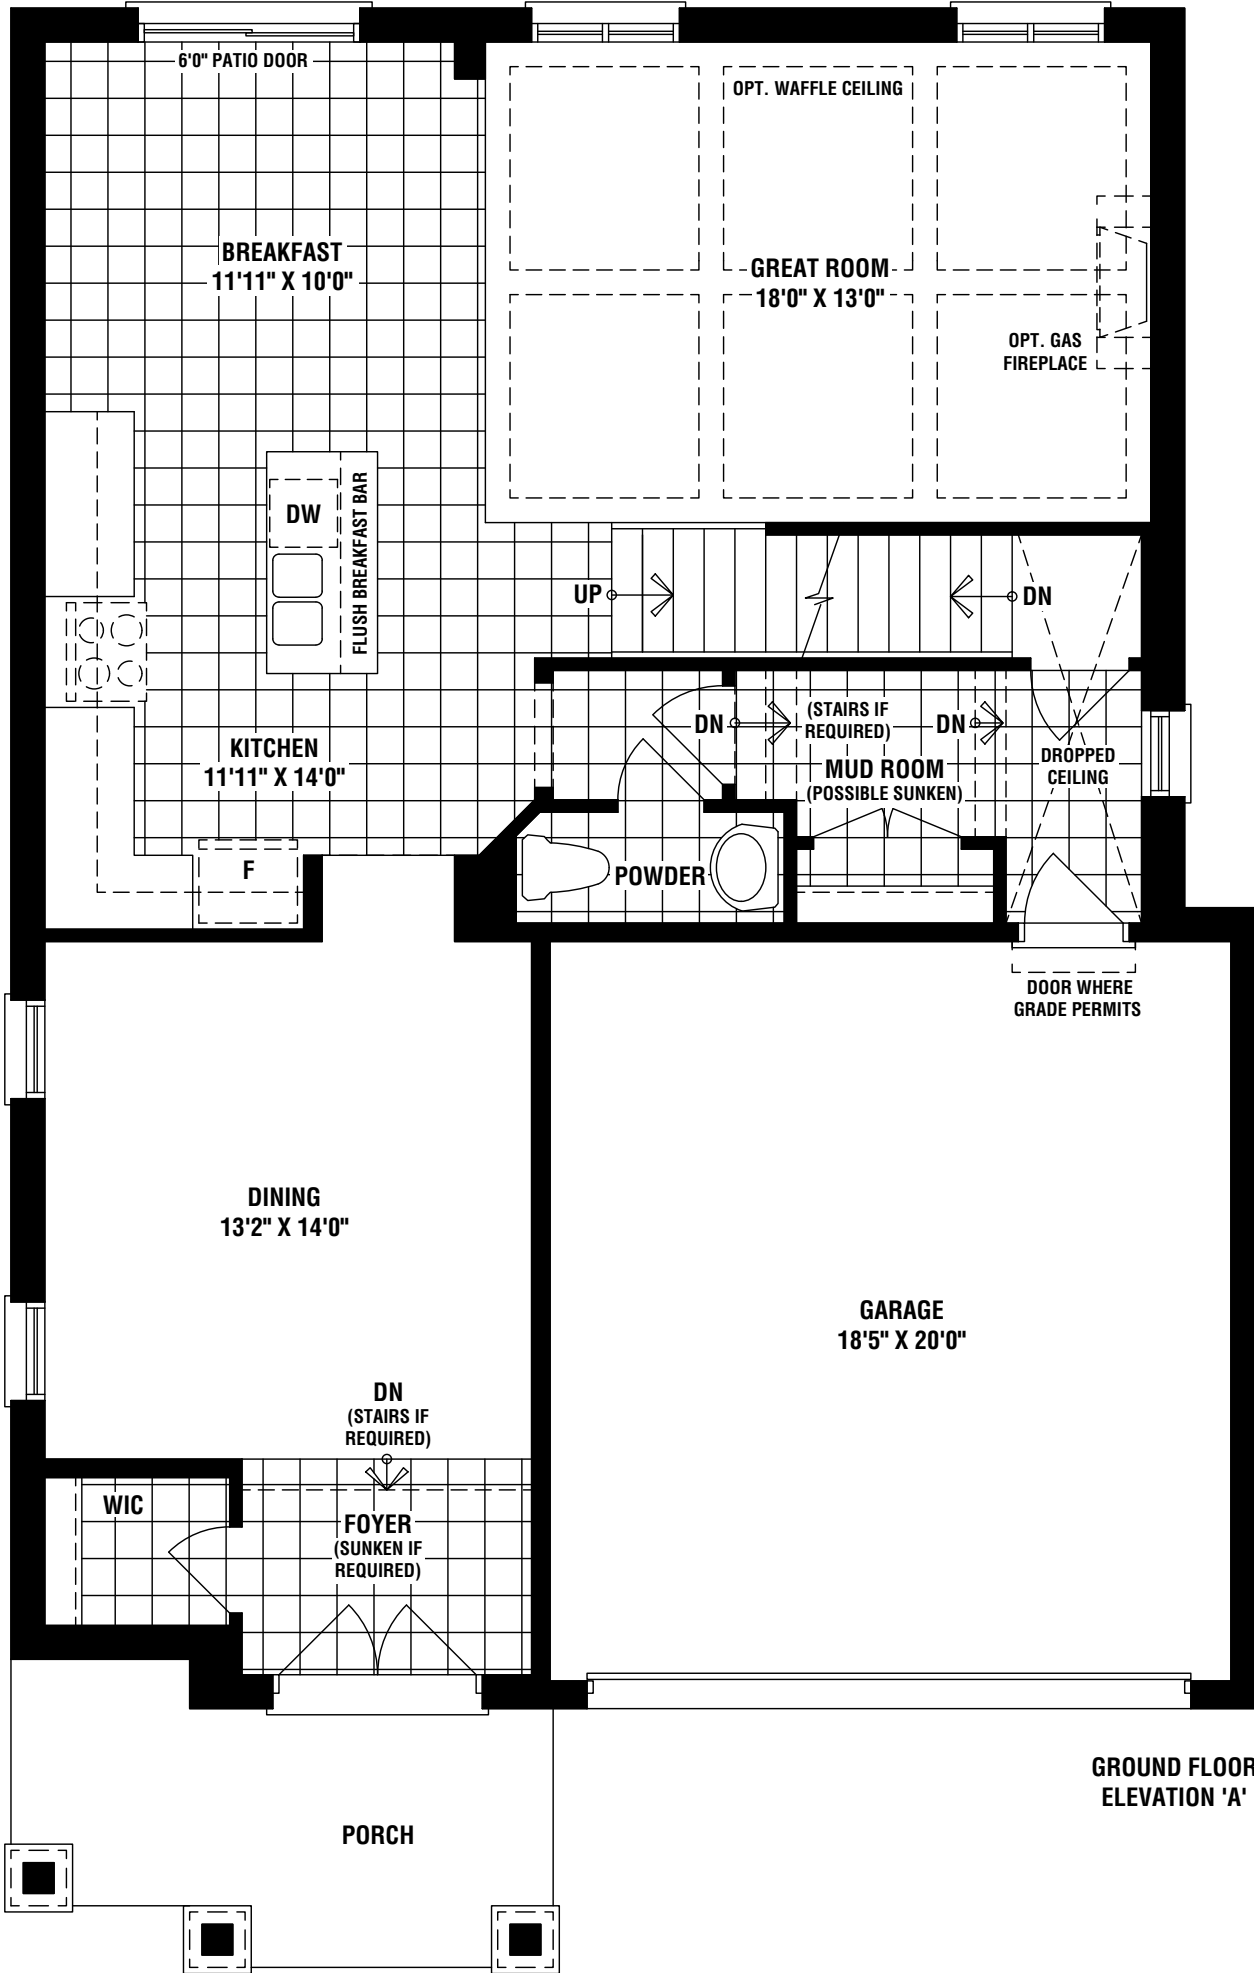 6'0" PATIO DOOR
OPT. WAFFLE CEILING
BREAKFAST
11'11" X 10'0"
GREAT ROOM
18'0" X 13'0"
OPT. GAS
FIREPLACE
DW
FLUSH BREAKFAST BAR
UP
DN
DN
(STAIRS IF
REQUIRED)
DN
KITCHEN
11'11" X 14'0"
MUD ROOM
(POSSIBLE SUNKEN)
DROPPED
CEILING
F
POWDER
DOOR WHERE
GRADE PERMITS
DINING
13'2" X 14'0"
GARAGE
18'5" X 20'0"
DN
(STAIRS IF
REQUIRED)
WIC
FOYER
(SUNKEN IF
REQUIRED)
GROUND FLOOR
ELEVATION 'A'
PORCH